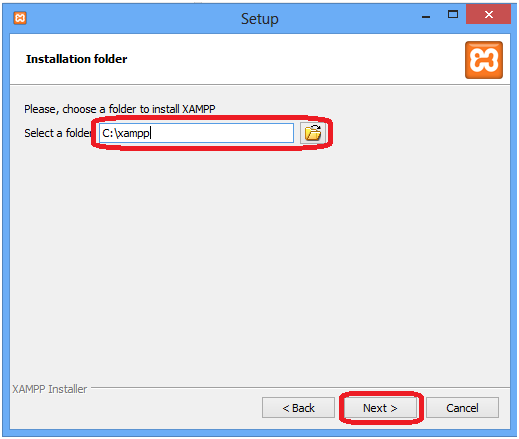 Setup
Installation folder
Please, choose a folder to install XAMPP
Select a folder C:\xampp
XAMPP Installer
< Back Next > Cancel